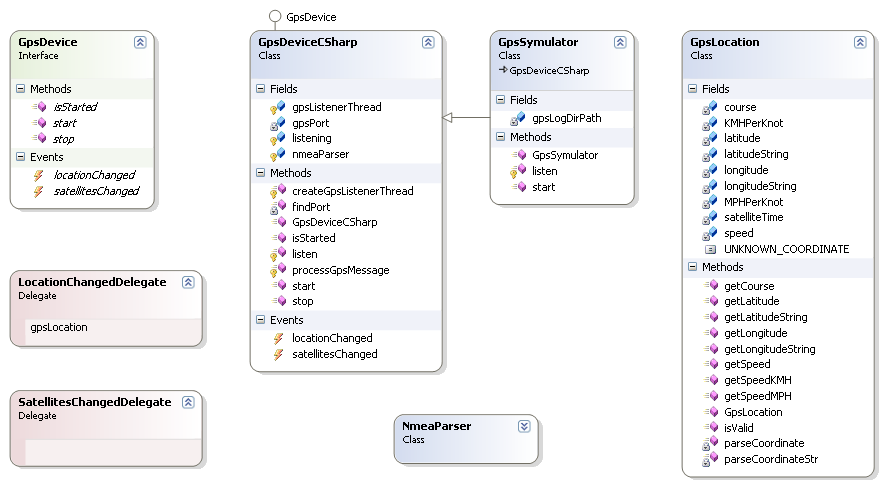 GpsDevice
GpsDevice
Interface
Methods
isStarted
start
stop
Events
locationChanged
satellitesChanged
LocationChangedDelegate
Delegate
gpsLocation
SatellitesChangedDelegate
Delegate
GpsDeviceCSharp
Class
Fields
gpsListenerThread
gpsPort
listening
nmeaParser
Methods
createGpsListenerThread
findPort
GpsDeviceCSharp
isStarted
listen
processGpsMessage
start
stop
Events
locationChanged
satellitesChanged
GpsSymulator
Class
GpsDeviceCSharp
Fields
gpsLogDirPath
Methods
GpsSymulator
listen
start
NmeaParser
Class
GpsLocation
Class
Fields
course
KMHPerKnot
latitude
latitudeString
longitude
longitudeString
MPHPerKnot
satelliteTime
speed
UNKNOWN_COORDINATE
Methods
getCourse
getLatitude
getLatitudeString
getLongitude
getLongitudeString
getSpeed
getSpeedKMH
getSpeedMPH
GpsLocation
isValid
parseCoordinate
parseCoordinateStr